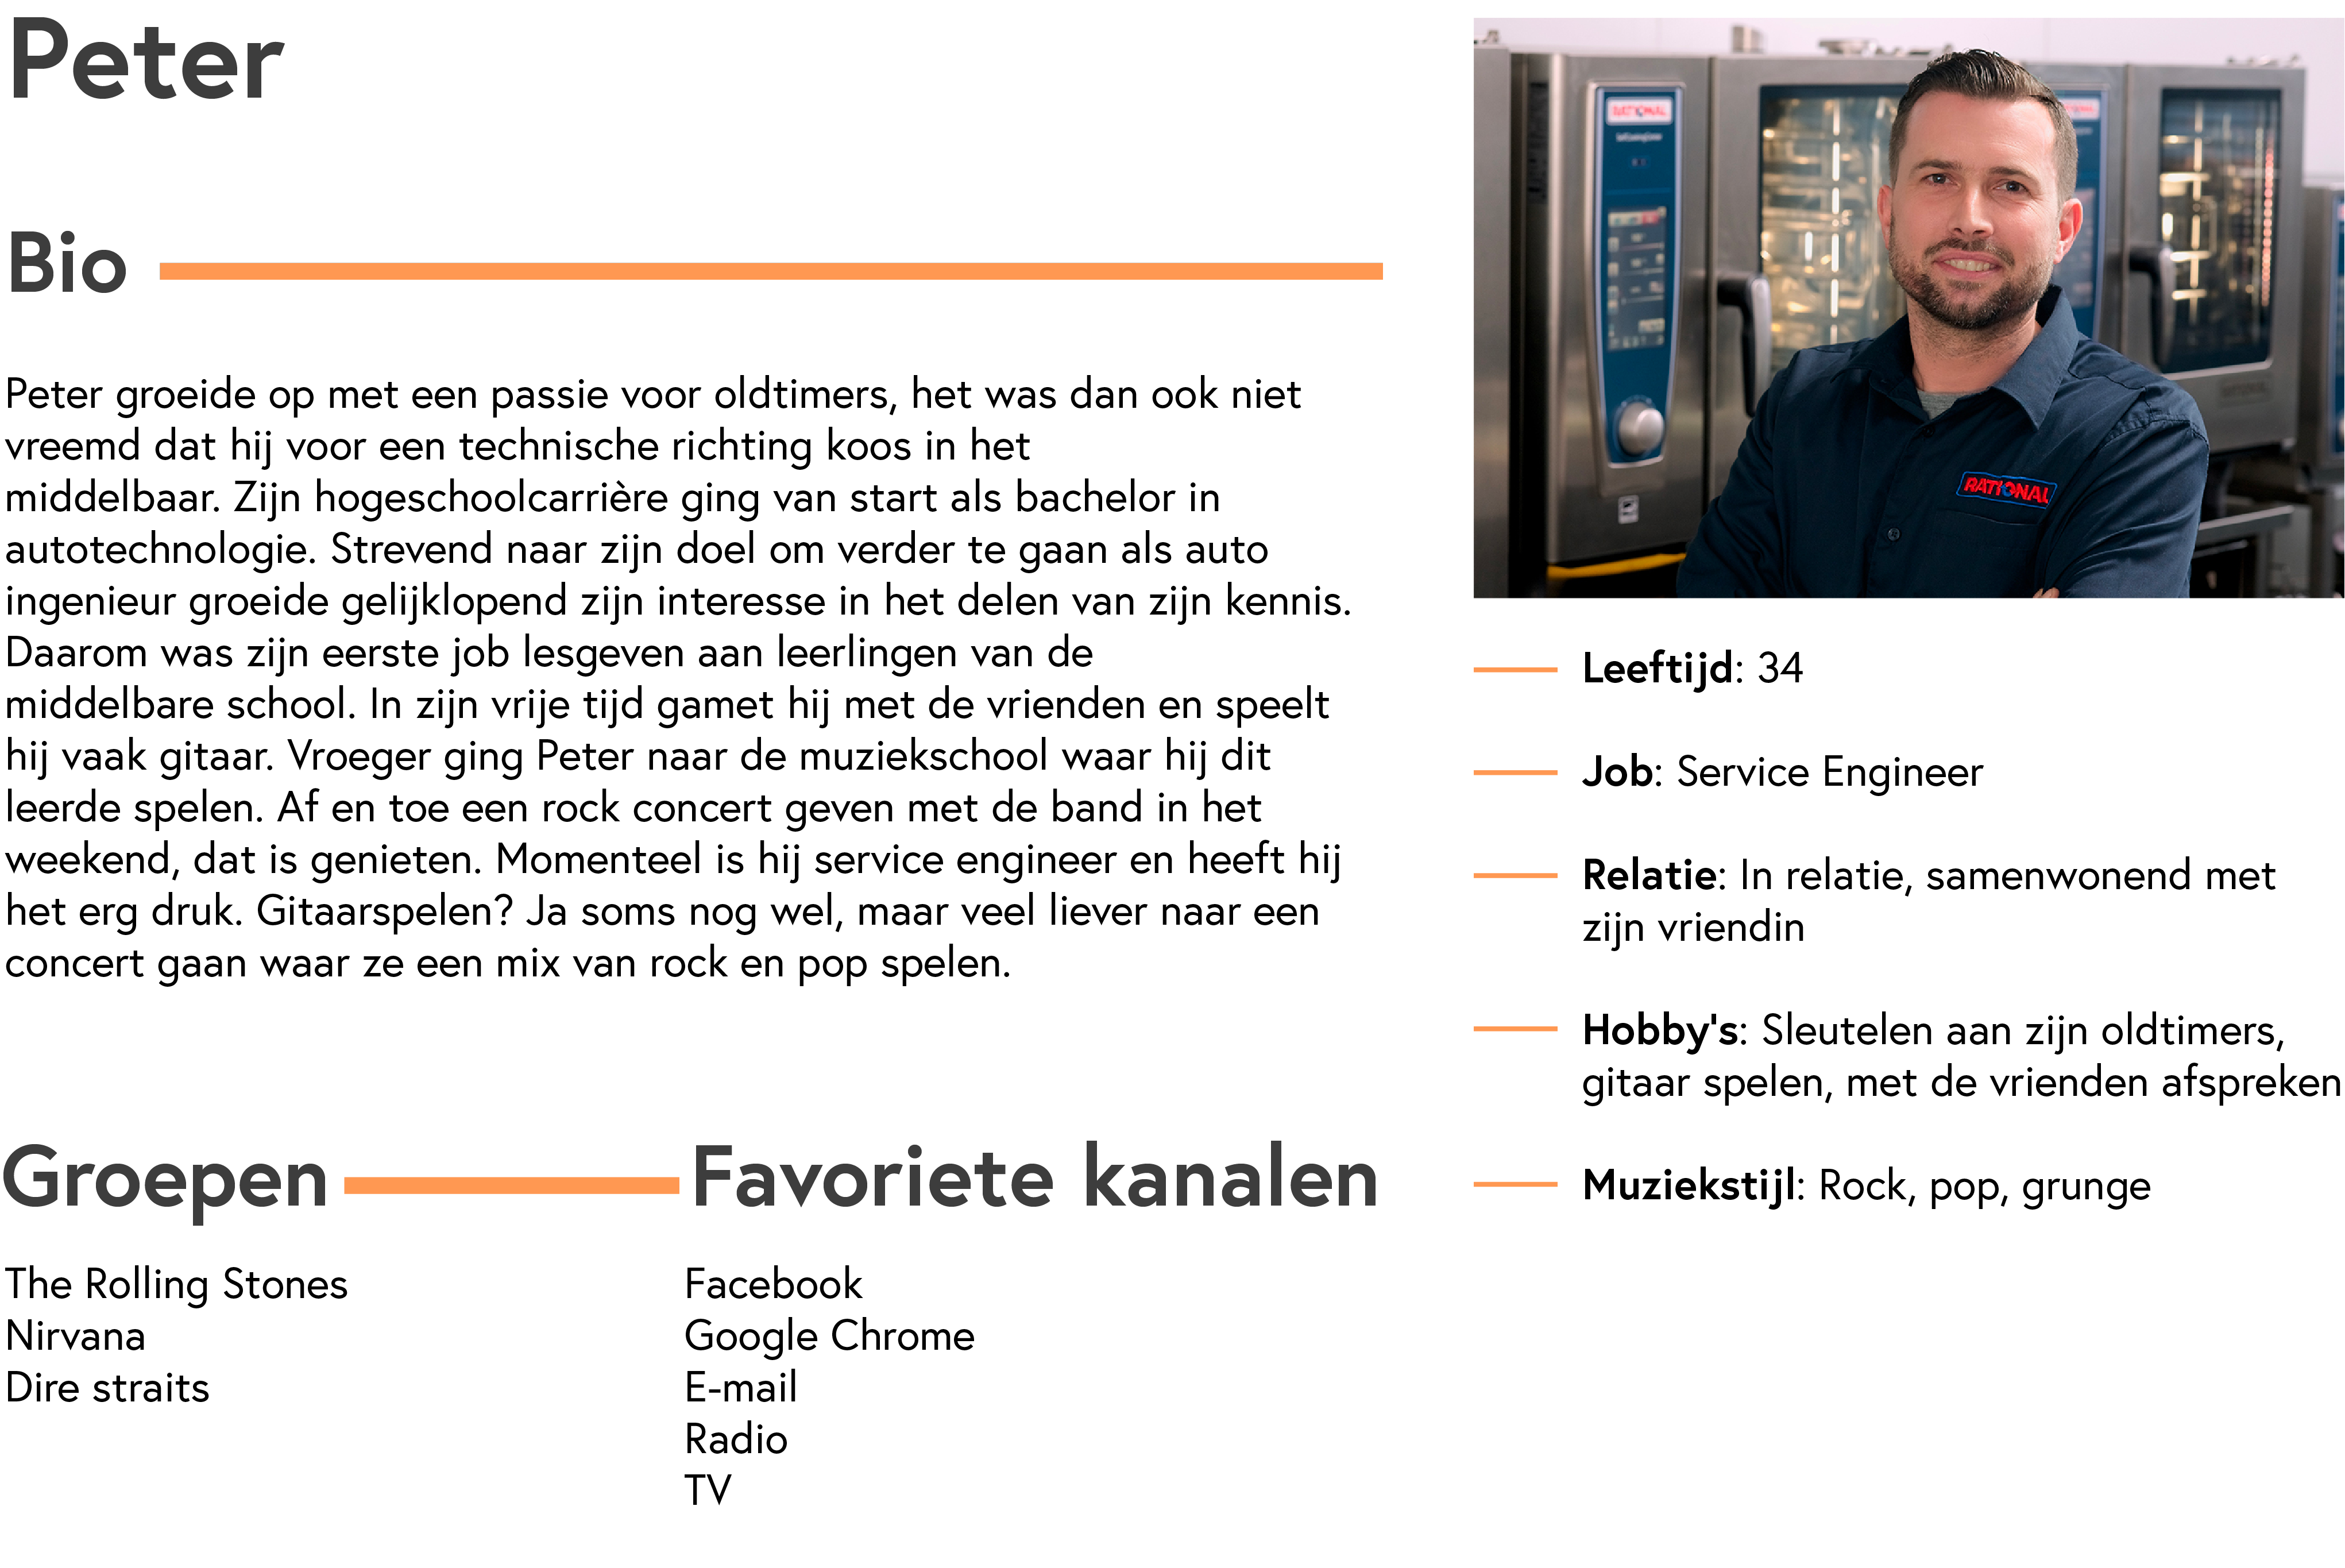 Peter
Bio
Peter groeide op met een passie voor oldtimers, het was dan ook niet
vreemd dat hij voor een technische richting koos in het
middelbaar. Zijn hogeschoolcarrière ging van start als bachelor in
autotechnologie. Strevend naar zijn doel om verder te gaan als auto
ingenieur groeide gelijklopend zijn interesse in het delen van zijn kennis.
Daarom was zijn eerste job lesgeven aan leerlingen van de
middelbare school. In zijn vrije tijd gamet hij met de vrienden en speelt
hij vaak gitaar. Vroeger ging Peter naar de muziekschool waar hij dit
leerde spelen. Af en toe een rock concert geven met de band in het
weekend, dat is genieten. Momenteel is hij service engineer en heeft hij
het erg druk. Gitaarspelen? Ja soms nog wel, maar veel liever naar een
concert gaan waar ze een mix van rock en pop spelen.
Groepen
The Rolling Stones
Nirvana
Dire straits
Favoriete kanalen
Facebook
Google Chrome
E-mail
Radio
TV
RATIONAL
RATIONAL
Leeftijd: 34
Job: Service Engineer
Relatie: In relatie, samenwonend met
zijn vriendin
Hobby's: Sleutelen aan zijn oldtimers,
gitaar spelen, met de vrienden afspreken
Muziekstijl: Rock, pop, grunge